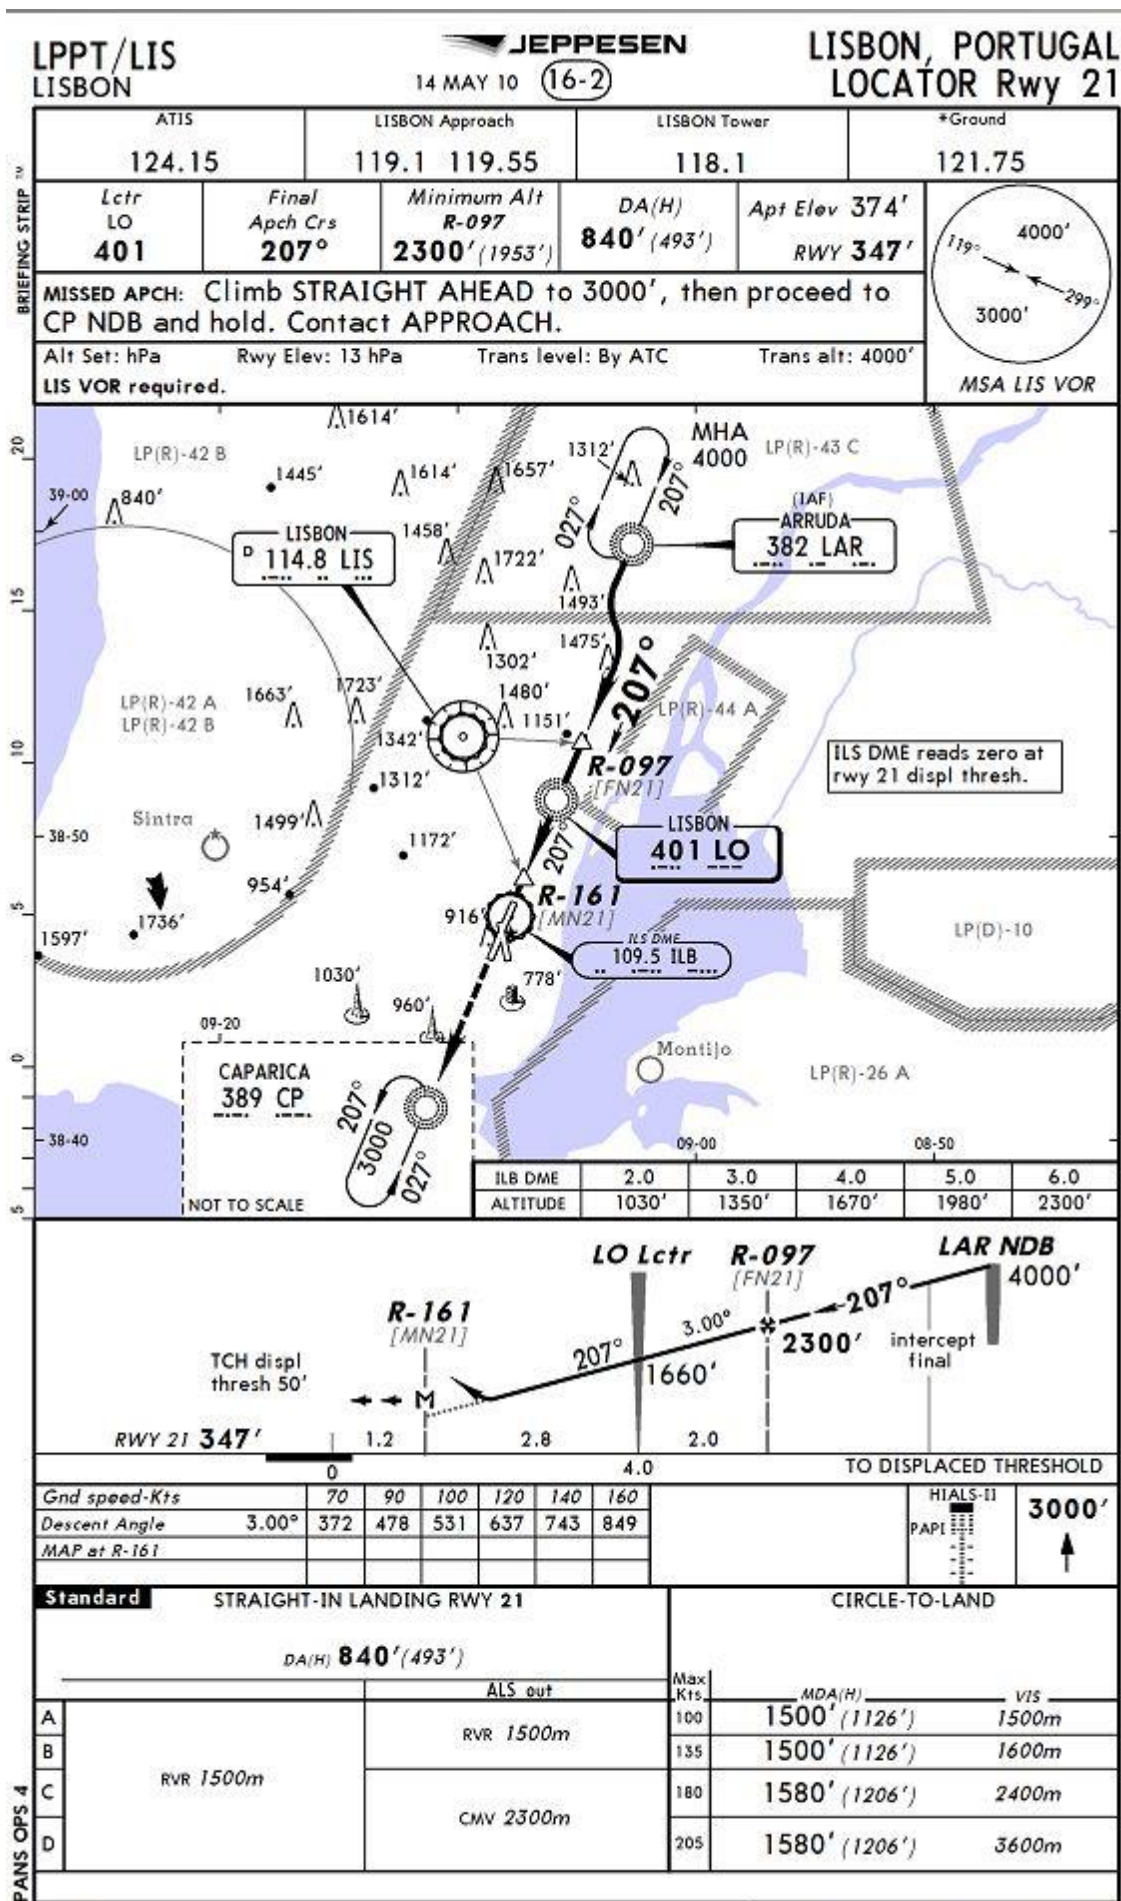 LPPT/LIS
LISBON
JEPPESEN
14 MAY 10 16-2
LISBON, PORTUGAL
LOCATOR Rwy 21
BRIEFING STRIP TM
ATIS
124.15
LISBON Approach
119.1 119.55
LISBON Tower
118.1
*Ground
121.75
Lctr
LO
401
Final
Apch Crs
207°
Minimum Alt
R-097
2300' (1953')
DA(H)
840' (493')
Apt Elev 374'
RWY 347'
MISSED APCH: Climb STRAIGHT AHEAD to 3000', then proceed to
CP NDB and hold. Contact APPROACH.
Alt Set: hPa Rwy Elev: 13 hPa Trans level: By ATC Trans alt: 4000'
LIS VOR required.
119°
4000'
3000'
299°
MSA LIS VOR
20
15
10
5
0
5
39-00
38-50
38-40
09-20
09-00
08-50
LP(R)-42 B
840'
1445'
1614'
1614'
1657'
1458'
1722'
1312'
MHA
4000
027°
207°
LP(R)-43 C
(IAF)
ARRUDA
382 LAR
LISBON
D 114.8 LIS
1493'
1475'
1302'
1480'
1151'
207°
LP(R)-44 A
LP(R)-42 A
LP(R)-42 B
1663'
1723'
1342'
1312'
R-097
[FN21]
ILS DME reads zero at
rwy 21 displ thresh.
Sintra
1499'
1172'
954'
1736'
1597'
207°
LISBON
401 LO
R-161
[MN21]
916'
ILS DME
109.5 ILB
778'
1030'
960'
LP(D)-10
Montijo
LP(R)-26 A
CAPARICA
389 CP
207°
3000
027°
NOT TO SCALE
ILB DME 2.0 3.0 4.0 5.0 6.0
ALTITUDE 1030' 1350' 1670' 1980' 2300'
LO Lctr
R-097
[FN21]
LAR NDB
4000'
R-161
[MN21]
207°
3.00°
207°
2300'
intercept
final
1660'
TCH displ
thresh 50'
M
RWY 21 347'
1.2 2.8 2.0
0 4.0
TO DISPLACED THRESHOLD
Gnd speed-Kts 70 90 100 120 140 160
Descent Angle 3.00° 372 478 531 637 743 849
MAP at R-161
HIALS-II
PAPI
3000'
Standard STRAIGHT-IN LANDING RWY 21
DA(H) 840' (493')
ALS out
A
B
C
D
RVR 1500m
RVR 1500m
CMV 2300m
CIRCLE-TO-LAND
Max
Kts MDA(H) VIS
100 1500' (1126') 1500m
135 1500' (1126') 1600m
180 1580' (1206') 2400m
205 1580' (1206') 3600m
PANS OPS 4